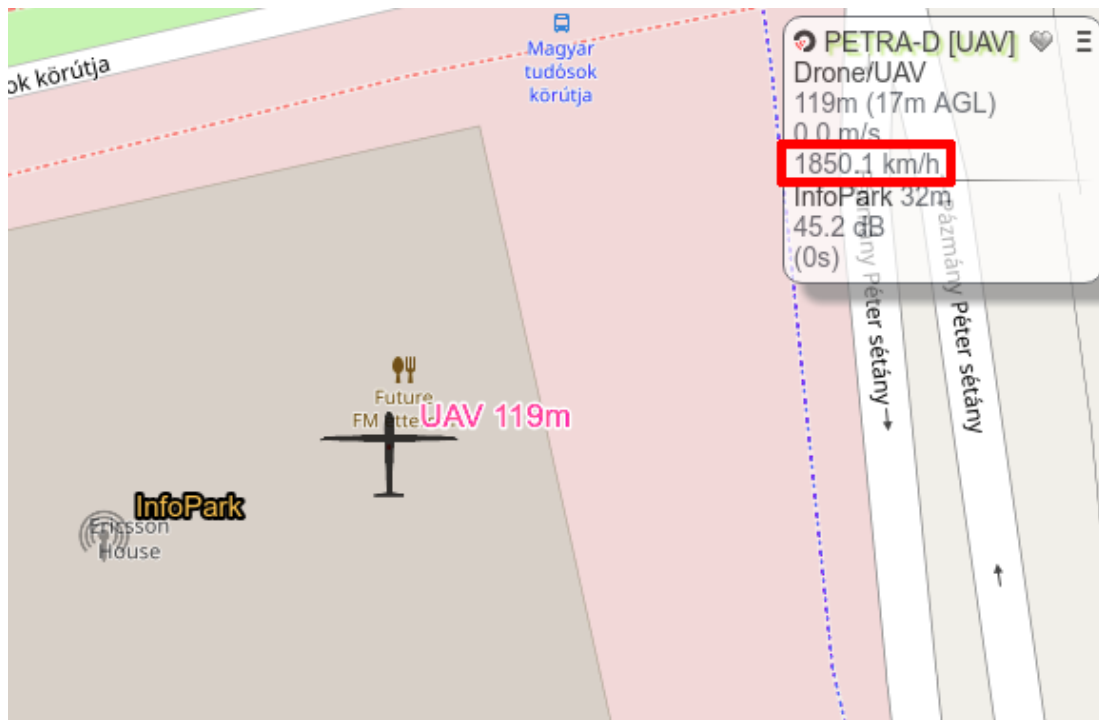 ok körútja
Magyar
tudósok
körútja
PETRA-D [UAV]
Drone/UAV
119m (17m AGL)
0.0 m/s
1850.1 km/h
InfoPark 32m
45.2 dB
(0s)
Pázmány Péter sétány
Pázmány Péter sétány
Future
FM
UAV 119m
InfoPark
Ericsson
House